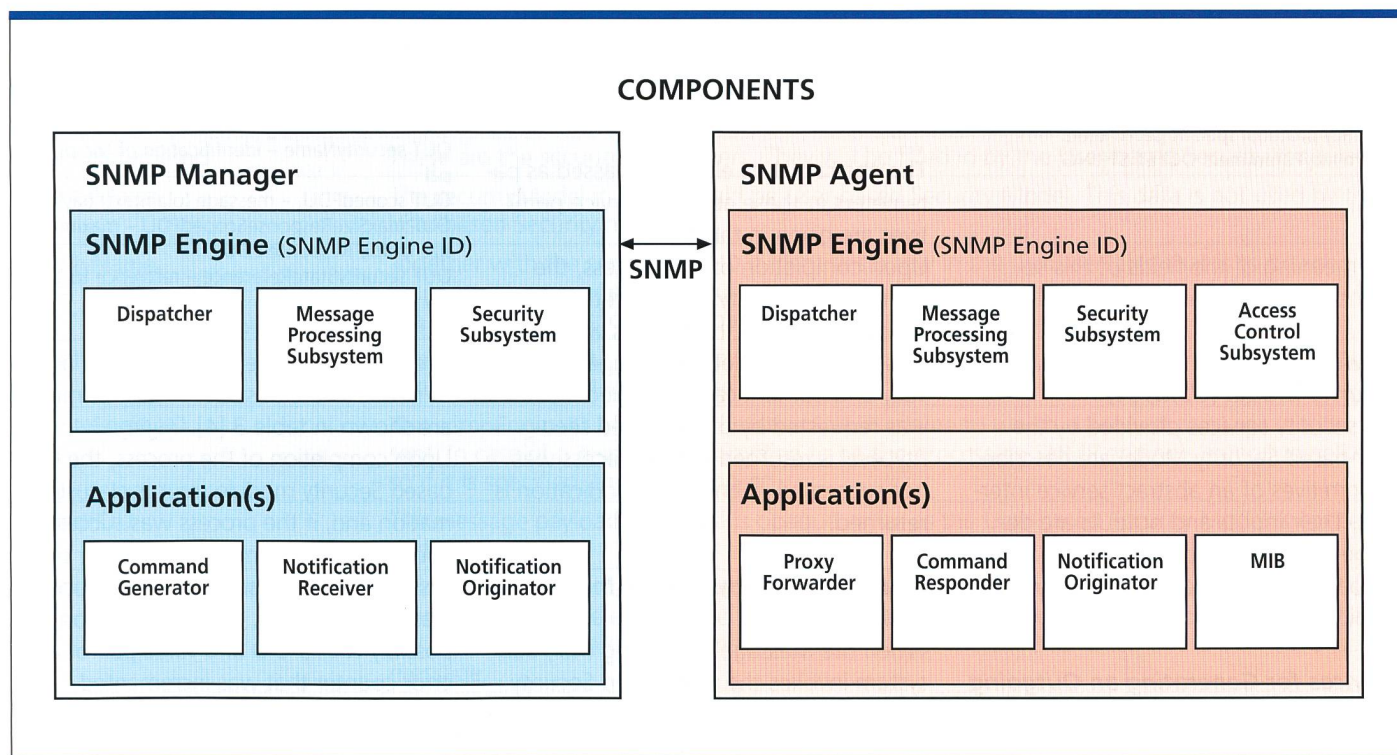 COMPONENTS
SNMP Manager
SNMP Engine (SNMP Engine ID)
Dispatcher
Message
Processing
Subsystem
Security
Subsystem
Application(s)
Command
Generator
Notification
Receiver
Notification
Originator
SNMP
SNMP Agent
SNMP Engine (SNMP Engine ID)
Dispatcher
Message
Processing
Subsystem
Security
Subsystem
Access
Control
Subsystem
Application(s)
Proxy
Forwarder
Command
Responder
Notification
Originator
MIB